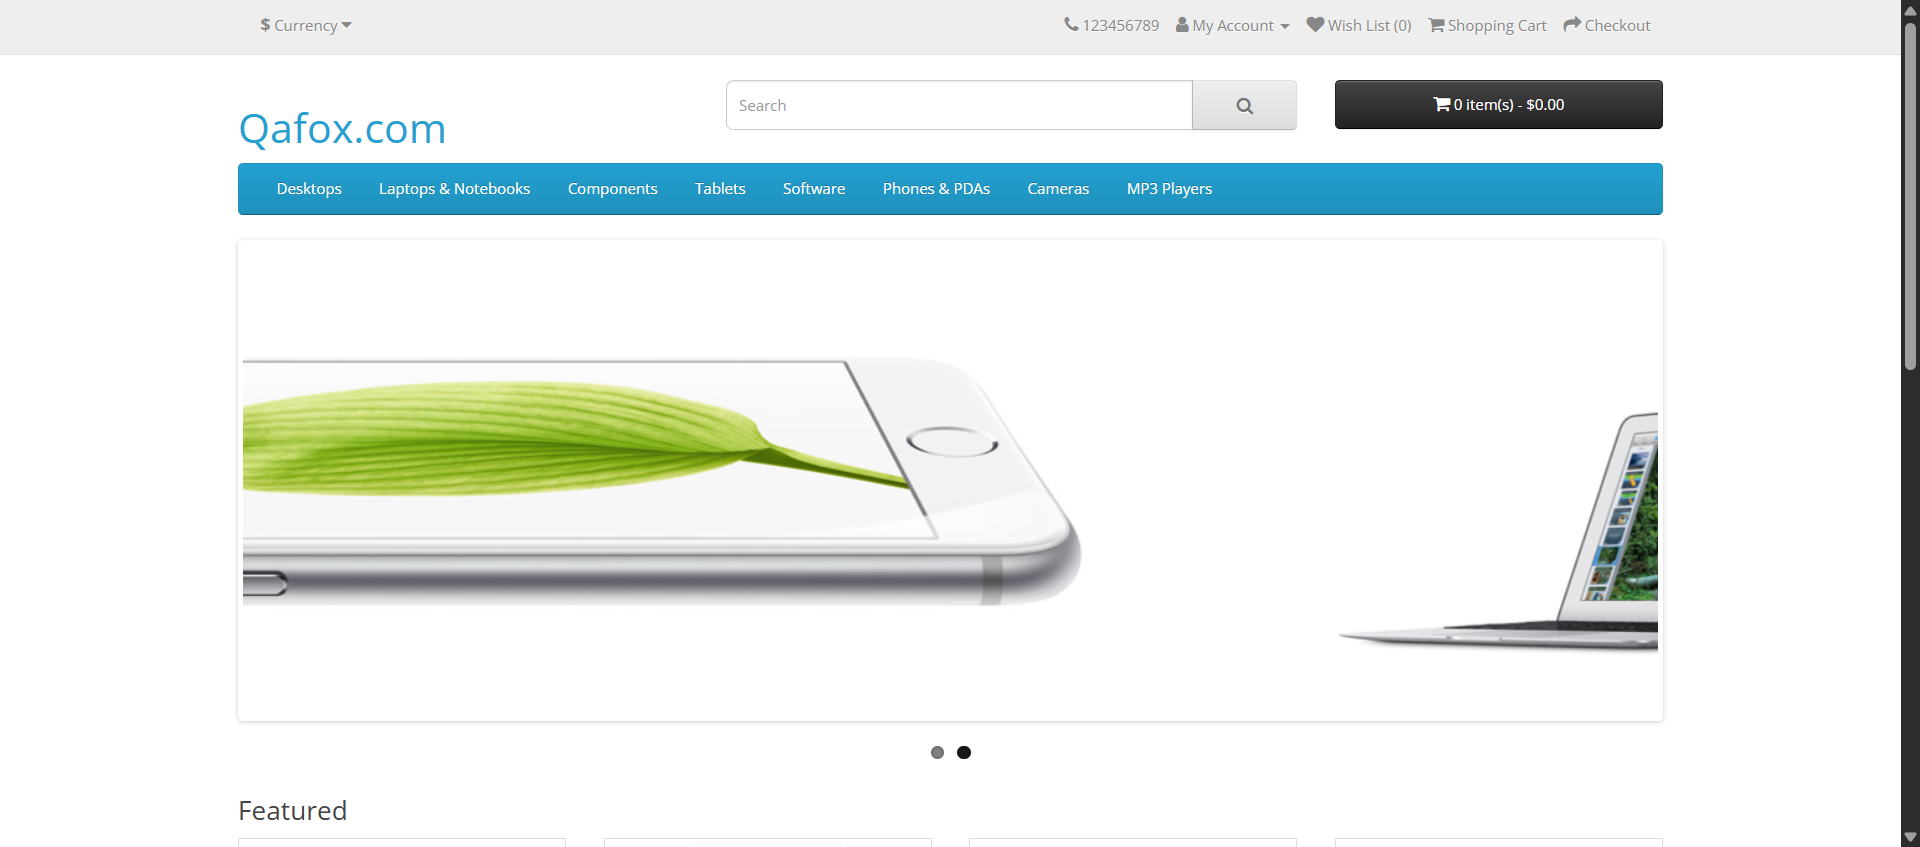 $ Currency
123456789 My Account Wish List (0) Shopping Cart Checkout
Qafox.com
Search
0 item(s) - $0.00
Desktops Laptops & Notebooks Components Tablets Software Phones & PDAs Cameras MP3 Players
Featured